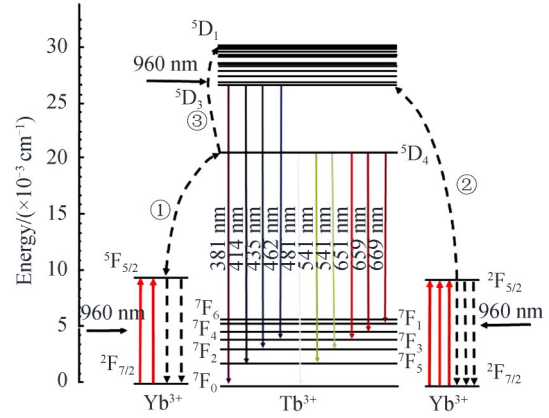 Energy/(×10⁻³ cm⁻¹)
30
25
20
15
10
5
0
⁵D₁
960 nm
⁵D₃
③
⁵D₄
①
②
381 nm
414 nm
435 nm
462 nm
481 nm
541 nm
541 nm
651 nm
659 nm
669 nm
⁵F₅/₂
²F₅/₂
960 nm
960 nm
⁷F₆
⁷F₄
⁷F₂
⁷F₀
⁷F₁
⁷F₃
⁷F₅
²F₇/₂
²F₇/₂
Yb³⁺
Tb³⁺
Yb³⁺